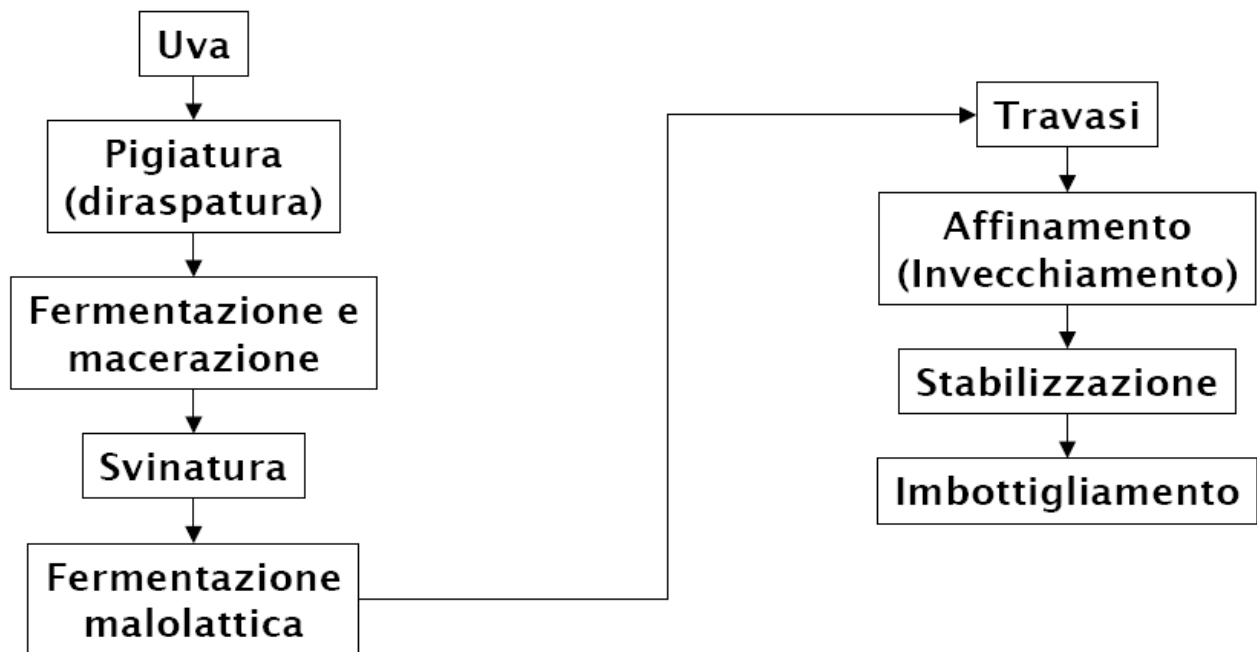 Uva
Pigiatura
(diraspatura)
Fermentazione e
macerazione
Svinatura
Fermentazione
malolattica
Travasi
Affinamento
(Invecchiamento)
Stabilizzazione
Imbottigliamento